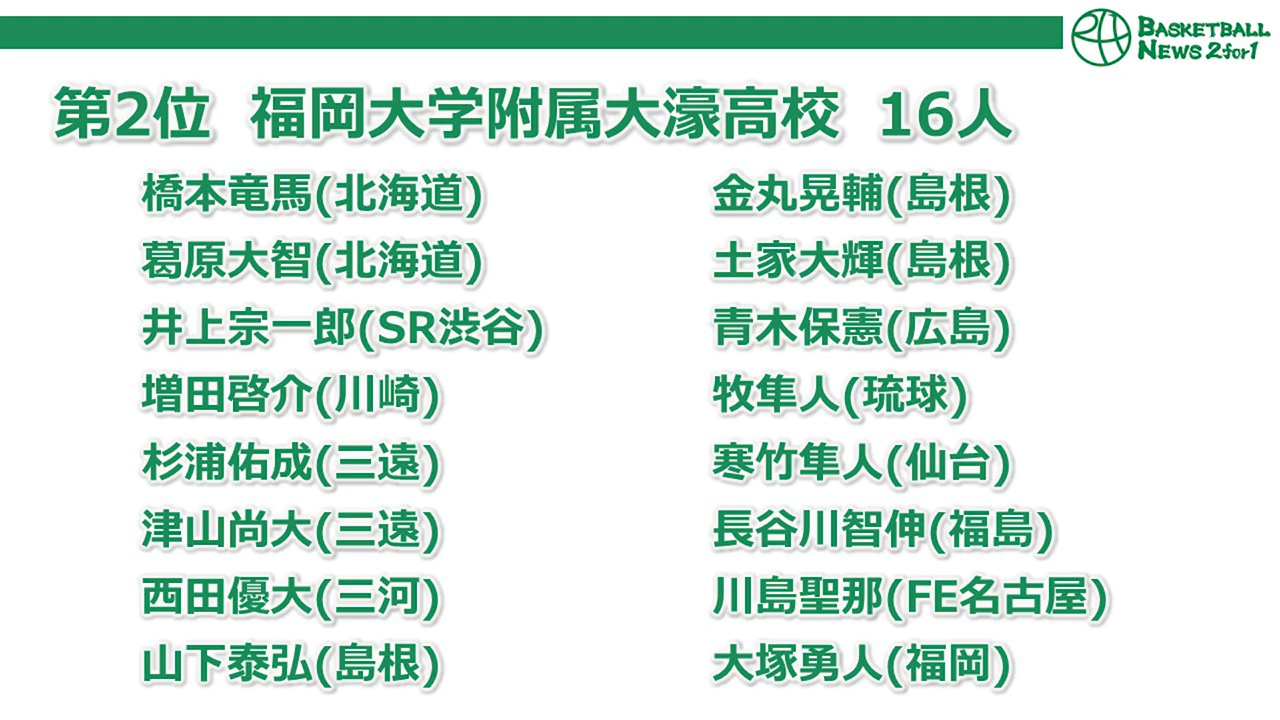 BASKETBALL
NEWS 2for1
第2位 福岡大学附属大濠高校 16人
橋本竜馬(北海道)
葛原大智(北海道)
井上宗一郎(SR渋谷)
増田啓介(川崎)
杉浦佑成(三遠)
津山尚大(三遠)
西田優大(三河)
山下泰弘(島根)
金丸晃輔(島根)
土家大輝(島根)
青木保憲(広島)
牧隼人(琉球)
寒竹隼人(仙台)
長谷川智伸(福島)
川島聖那(FE名古屋)
大塚勇人(福岡)